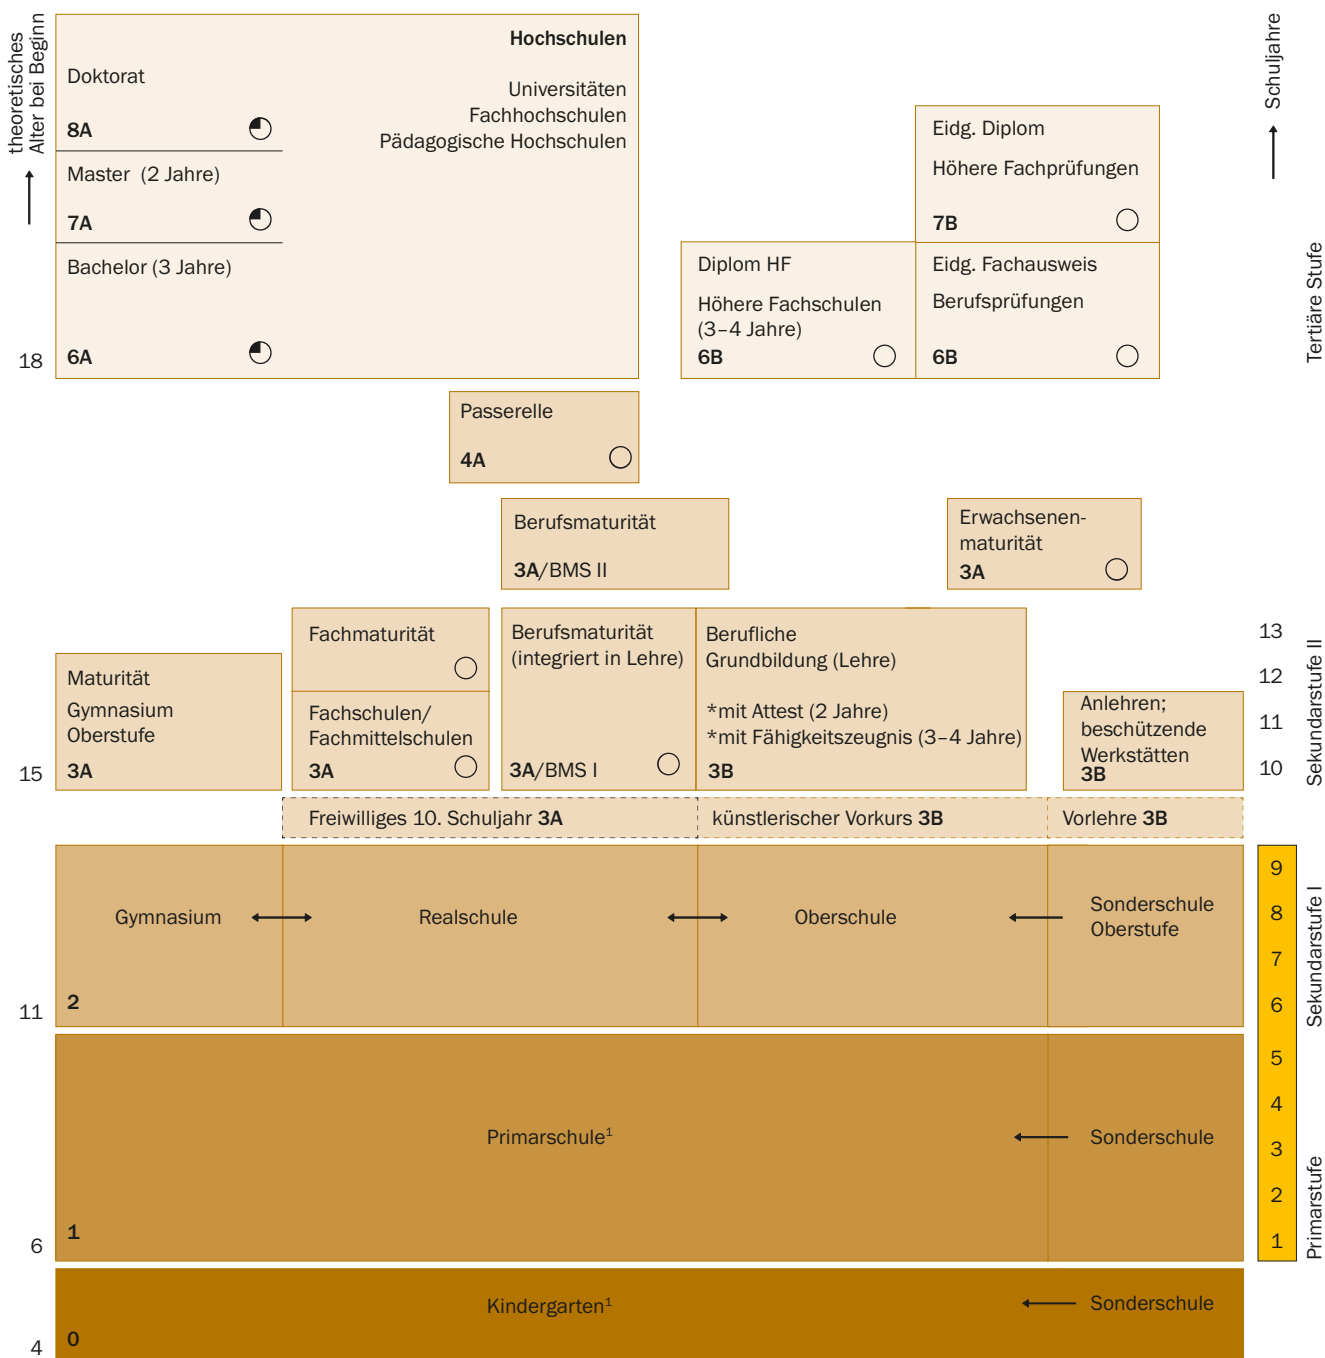 theoretisches
Alter bei Beginn
Schuljahre
Hochschulen
Universitäten
Fachhochschulen
Pädagogische Hochschulen
Doktorat
8A
Master (2 Jahre)
7A
Bachelor (3 Jahre)
6A
18
Eidg. Diplom
Höhere Fachprüfungen
7B
Diplom HF
Höhere Fachschulen
(3–4 Jahre)
6B
Eidg. Fachausweis
Berufsprüfungen
6B
Tertiäre Stufe
Passerelle
4A
Berufsmaturität
3A/BMS II
Erwachsenen-
maturität
3A
Maturität
Gymnasium
Oberstufe
3A
15
Fachmaturität
Fachschulen/
Fachmittelschulen
3A
Berufsmaturität
(integriert in Lehre)
3A/BMS I
Berufliche
Grundbildung (Lehre)
*mit Attest (2 Jahre)
*mit Fähigkeitszeugnis (3–4 Jahre)
3B
Anlehren;
beschützende
Werkstätten
3B
13
12
11
10
Sekundarstufe II
Freiwilliges 10. Schuljahr 3A
künstlerischer Vorkurs 3B
Vorlehre 3B
Gymnasium
Realschule
Oberschule
Sonderschule
Oberstufe
2
11
9
8
7
6
Sekundarstufe I
Primarschule1
Sonderschule
1
6
5
4
3
2
1
Primarstufe
Kindergarten1
Sonderschule
0
4